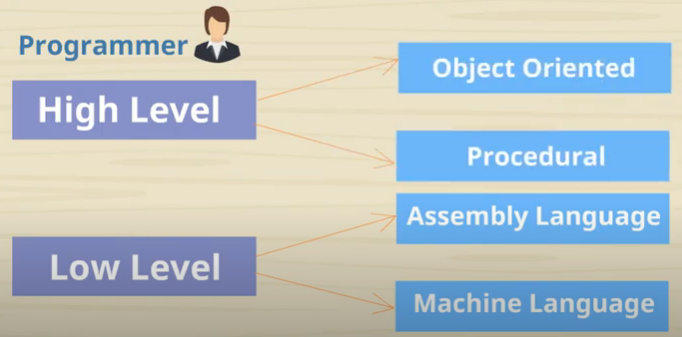 Programmer
High Level
Object Oriented
Procedural
Low Level
Assembly Language
Machine Language